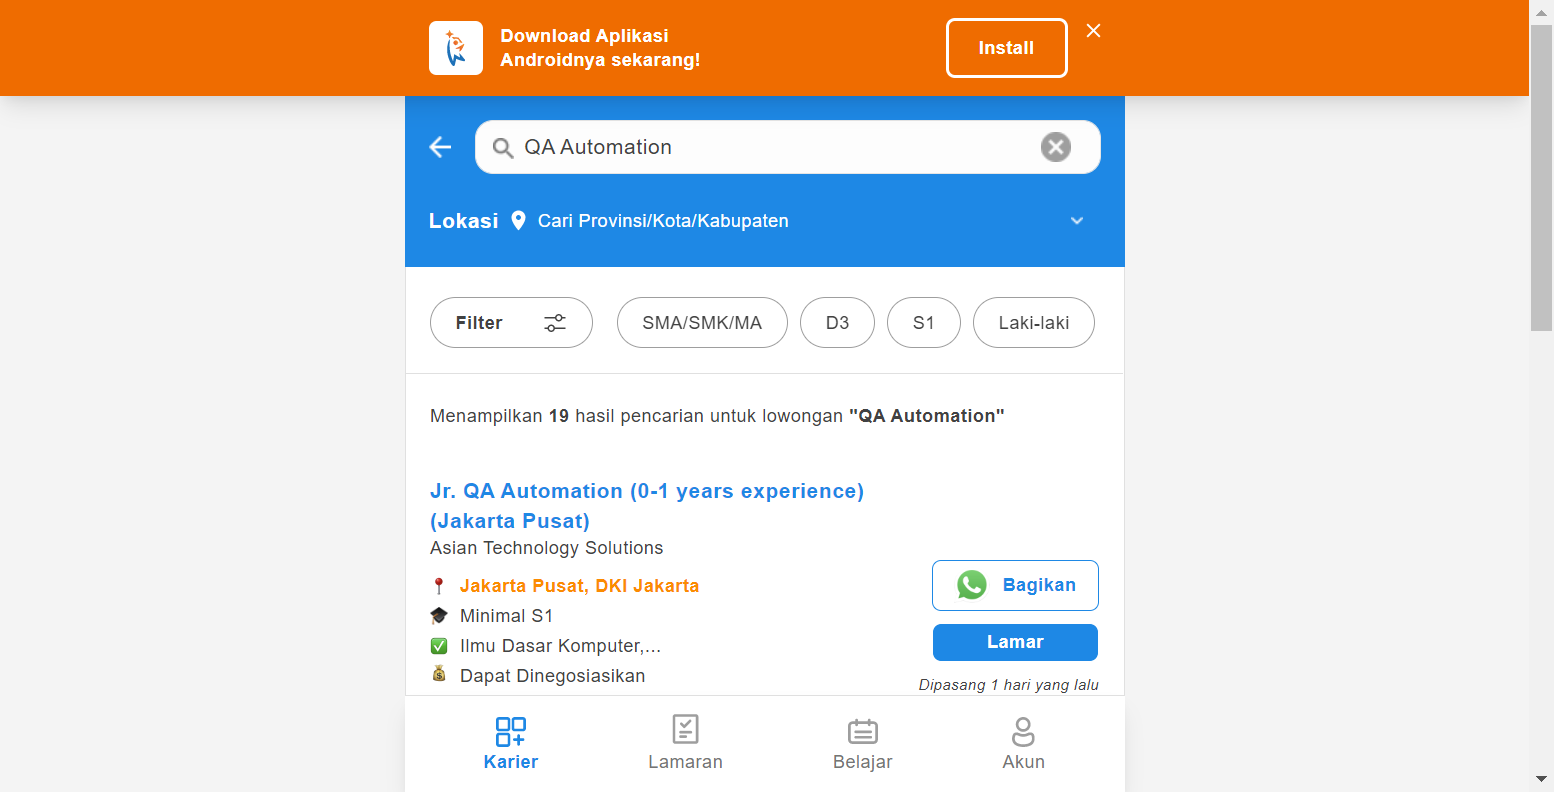 Download Aplikasi
Androidnya sekarang!
Install
QA Automation
Lokasi Cari Provinsi/Kota/Kabupaten
Filter SMA/SMK/MA D3 S1 Laki-laki
Menampilkan 19 hasil pencarian untuk lowongan "QA Automation"
Jr. QA Automation (0-1 years experience)
(Jakarta Pusat)
Asian Technology Solutions
Jakarta Pusat, DKI Jakarta
Minimal S1
Ilmu Dasar Komputer,...
Dapat Dinegosiasikan
Bagikan
Lamar
Dipasang 1 hari yang lalu
Karier Lamaran Belajar Akun